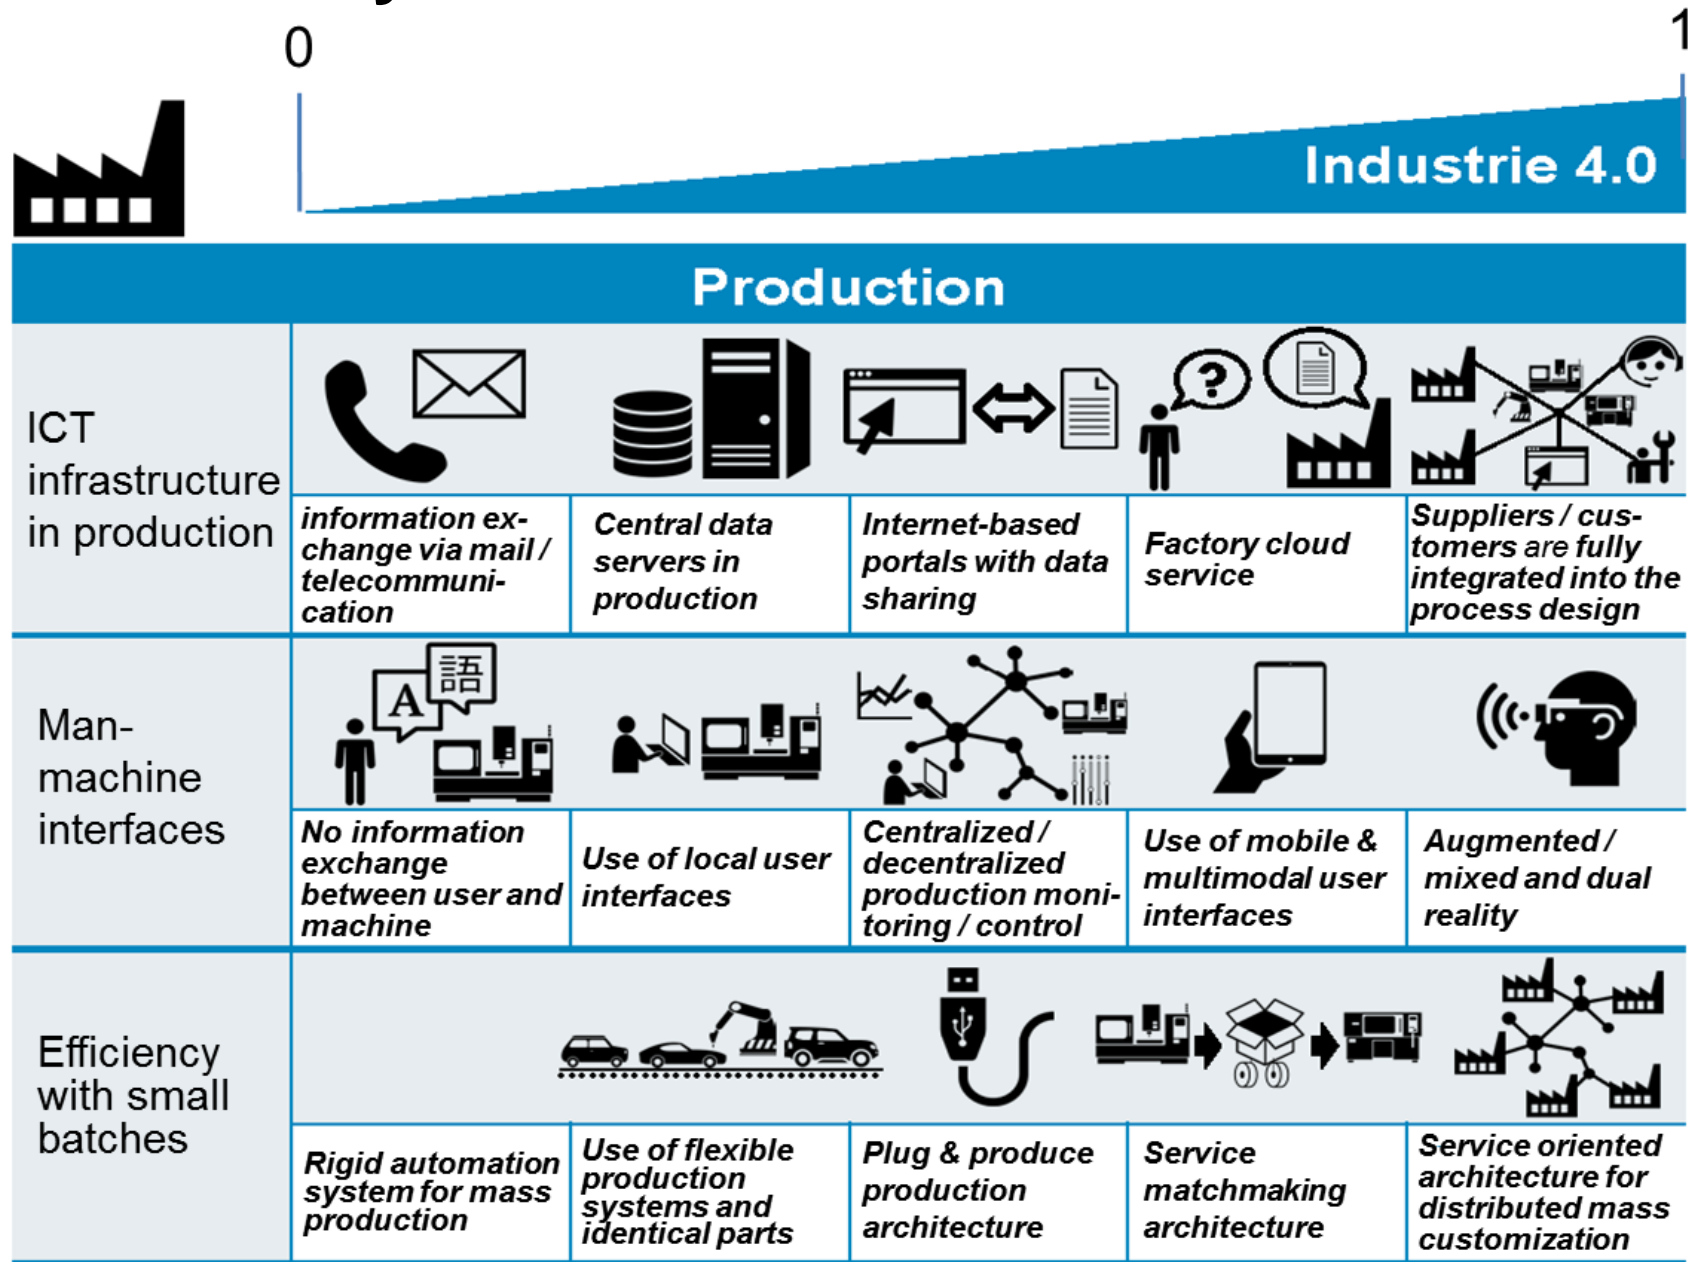 0
1
Industrie 4.0
Production
ICT
infrastructure
in production
information ex-
change via mail /
telecommuni-
cation
Central data
servers in
production
Internet-based
portals with data
sharing
?
Factory cloud
service
Suppliers / cus-
tomers are fully
integrated into the
process design
Man-
machine
interfaces
A
語
No information
exchange
between user and
machine
Use of local user
interfaces
Centralized /
decentralized
production moni-
toring / control
Use of mobile &
multimodal user
interfaces
Augmented /
mixed and dual
reality
Efficiency
with small
batches
Rigid automation
system for mass
production
Use of flexible
production
systems and
identical parts
Plug & produce
production
architecture
Service
matchmaking
architecture
Service oriented
architecture for
distributed mass
customization